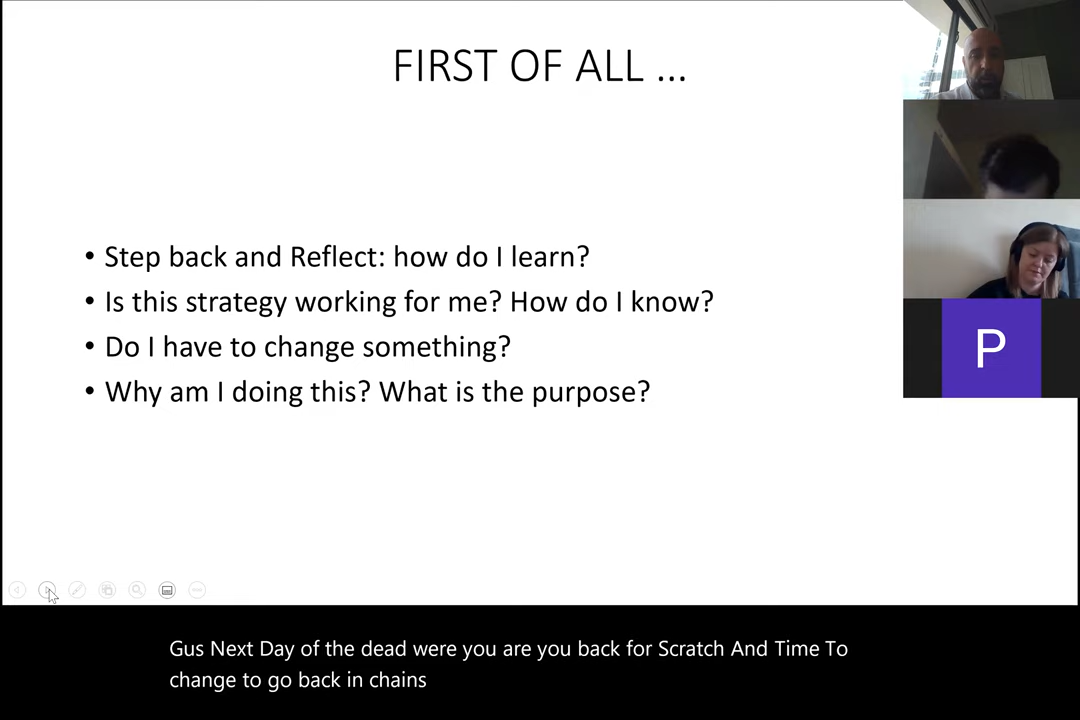 FIRST OF ALL ...
• Step back and Reflect: how do I learn?
• Is this strategy working for me? How do I know?
• Do I have to change something?
• Why am I doing this? What is the purpose?
P
Gus Next Day of the dead were you are you back for Scratch And Time To
change to go back in chains